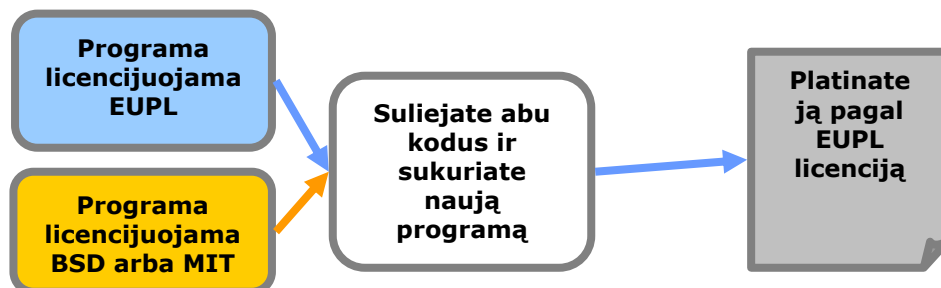 Programa
licencijuojama
EUPL
Programa
licencijuojama
BSD arba MIT
Suliejate abu
kodus ir
sukuriate
naują
programą
Platinate
ją pagal
EUPL
licenciją